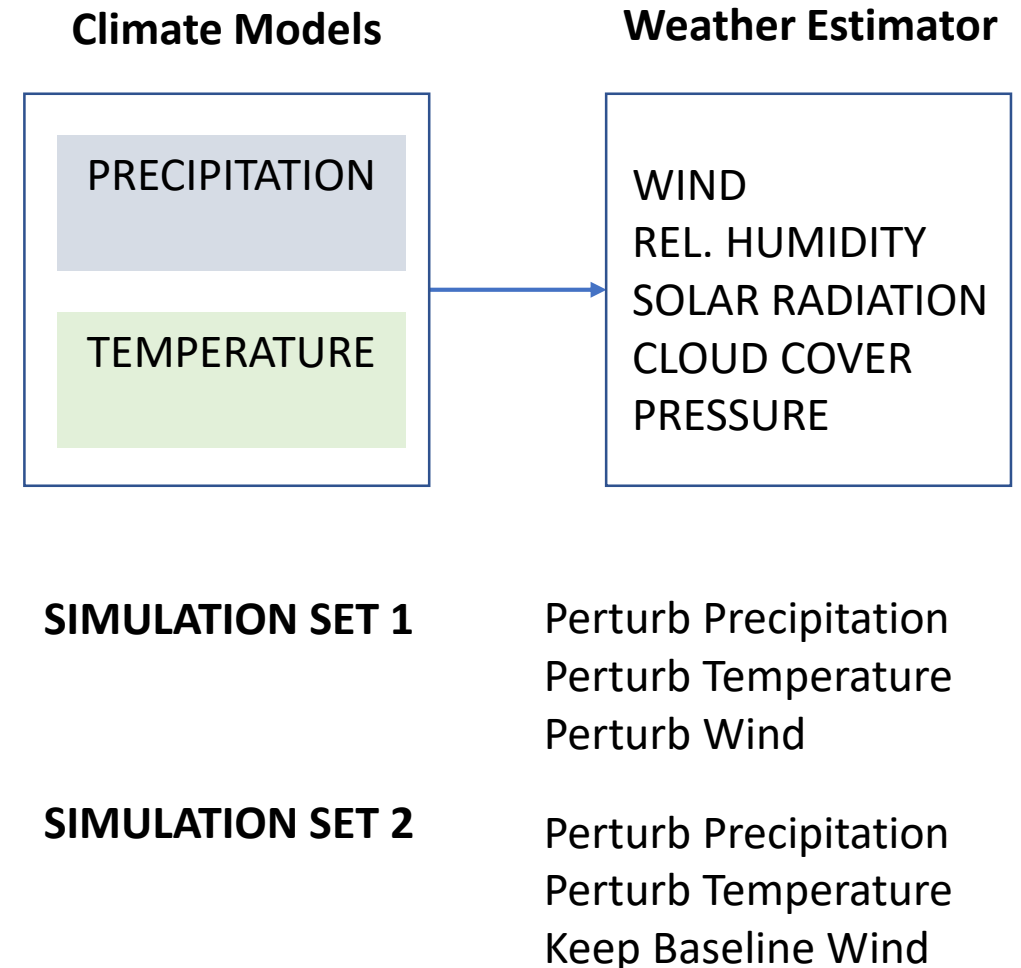 Climate Models
Weather Estimator
PRECIPITATION
TEMPERATURE
WIND
REL. HUMIDITY
SOLAR RADIATION
CLOUD COVER
PRESSURE
SIMULATION SET 1
Perturb Precipitation
Perturb Temperature
Perturb Wind
SIMULATION SET 2
Perturb Precipitation
Perturb Temperature
Keep Baseline Wind